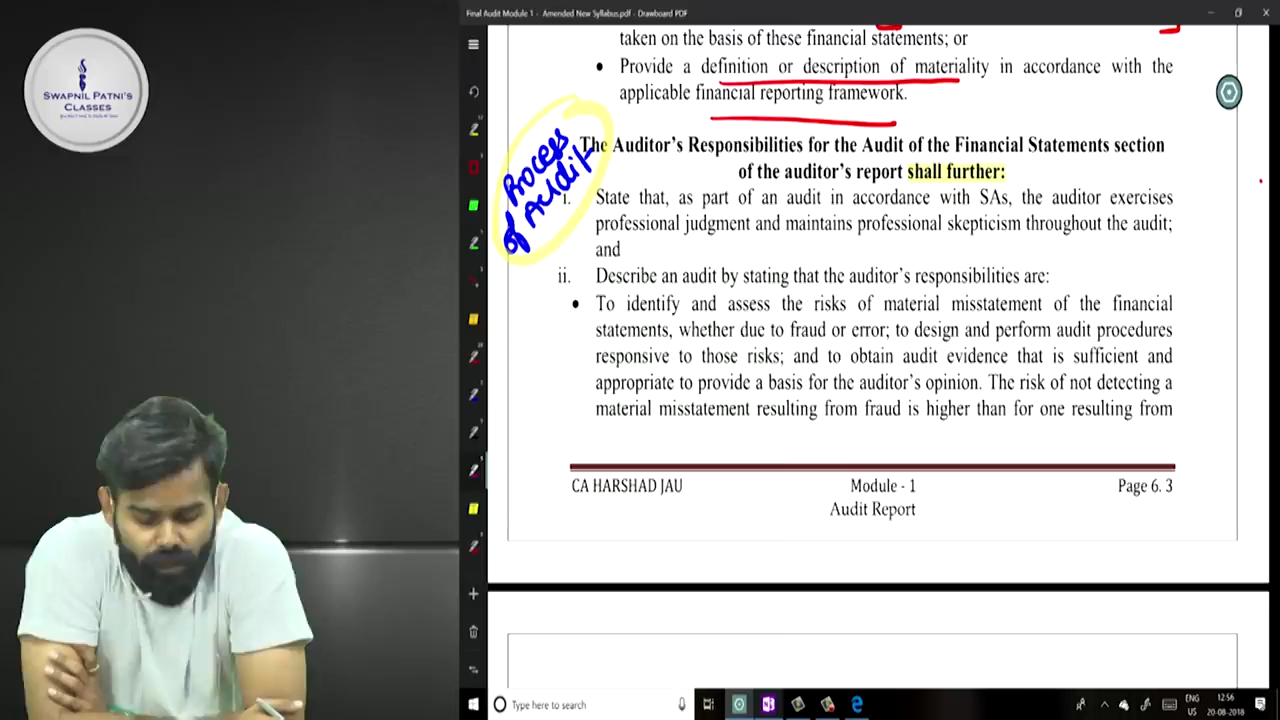 Final Audit Module 1 - Amended New Syllabus.pdf - Drawboard PDF
SWAPNIL PATNI'S
CLASSES
taken on the basis of these financial statements; or
• Provide a definition or description of materiality in accordance with the
applicable financial reporting framework.
Process
of Audit
The Auditor's Responsibilities for the Audit of the Financial Statements section
of the auditor's report shall further:
i. State that, as part of an audit in accordance with SAs, the auditor exercises
professional judgment and maintains professional skepticism throughout the audit;
and
ii. Describe an audit by stating that the auditor's responsibilities are:
• To identify and assess the risks of material misstatement of the financial
statements, whether due to fraud or error; to design and perform audit procedures
responsive to those risks; and to obtain audit evidence that is sufficient and
appropriate to provide a basis for the auditor's opinion. The risk of not detecting a
material misstatement resulting from fraud is higher than for one resulting from
CA HARSHAD JAU Module - 1 Page 6. 3
Audit Report
Type here to search
ENG
US
12:56
20-08-2018